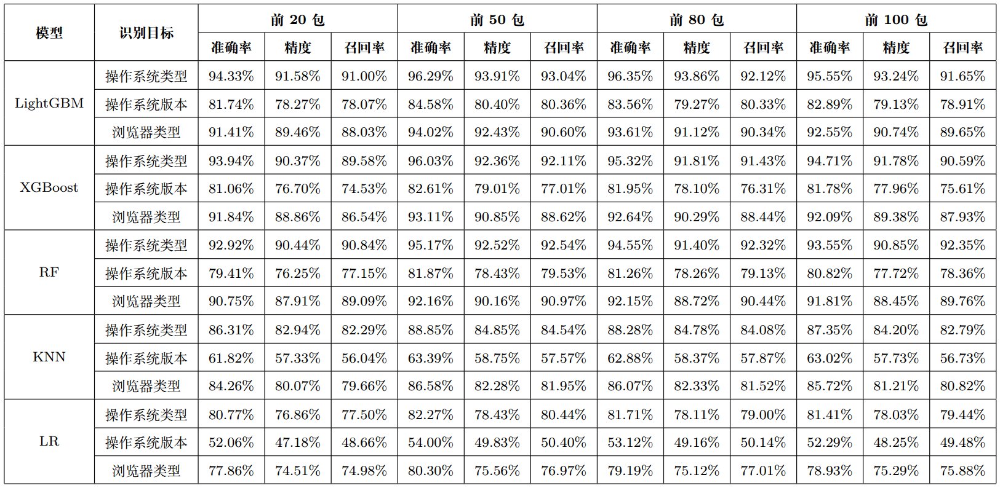 模型 识别目标 前 20 包 前 50 包 前 80 包 前 100 包
准确率 精度 召回率 准确率 精度 召回率 准确率 精度 召回率 准确率 精度 召回率
LightGBM 操作系统类型 94.33% 91.58% 91.00% 96.29% 93.91% 93.04% 96.35% 93.86% 92.12% 95.55% 93.24% 91.65%
操作系统版本 81.74% 78.27% 78.07% 84.58% 80.40% 80.36% 83.56% 79.27% 80.33% 82.89% 79.13% 78.91%
浏览器类型 91.41% 89.46% 88.03% 94.02% 92.43% 90.60% 93.61% 91.12% 90.34% 92.55% 90.74% 89.65%
XGBoost 操作系统类型 93.94% 90.37% 89.58% 96.03% 92.36% 92.11% 95.32% 91.81% 91.43% 94.71% 91.78% 90.59%
操作系统版本 81.06% 76.70% 74.53% 82.61% 79.01% 77.01% 81.95% 78.10% 76.31% 81.78% 77.96% 75.61%
浏览器类型 91.84% 88.86% 86.54% 93.11% 90.85% 88.62% 92.64% 90.29% 88.44% 92.09% 89.38% 87.93%
RF 操作系统类型 92.92% 90.44% 90.84% 95.17% 92.52% 92.54% 94.55% 91.40% 92.32% 93.55% 90.85% 92.35%
操作系统版本 79.41% 76.25% 77.15% 81.87% 78.43% 79.53% 81.26% 78.26% 79.13% 80.82% 77.72% 78.36%
浏览器类型 90.75% 87.91% 89.09% 92.16% 90.16% 90.97% 92.15% 88.72% 90.44% 91.81% 88.45% 89.76%
KNN 操作系统类型 86.31% 82.94% 82.29% 88.85% 84.85% 84.54% 88.28% 84.78% 84.08% 87.35% 84.20% 82.79%
操作系统版本 61.82% 57.33% 56.04% 63.39% 58.75% 57.57% 62.88% 58.37% 57.87% 63.02% 57.73% 56.73%
浏览器类型 84.26% 80.07% 79.66% 86.58% 82.28% 81.95% 86.07% 82.33% 81.52% 85.72% 81.21% 80.82%
LR 操作系统类型 80.77% 76.86% 77.50% 82.27% 78.43% 80.44% 81.71% 78.11% 79.00% 81.41% 78.03% 79.44%
操作系统版本 52.06% 47.18% 48.66% 54.00% 49.83% 50.40% 53.12% 49.16% 50.14% 52.29% 48.25% 49.48%
浏览器类型 77.86% 74.51% 74.98% 80.30% 75.56% 76.97% 79.19% 75.12% 77.01% 78.93% 75.29% 75.88%